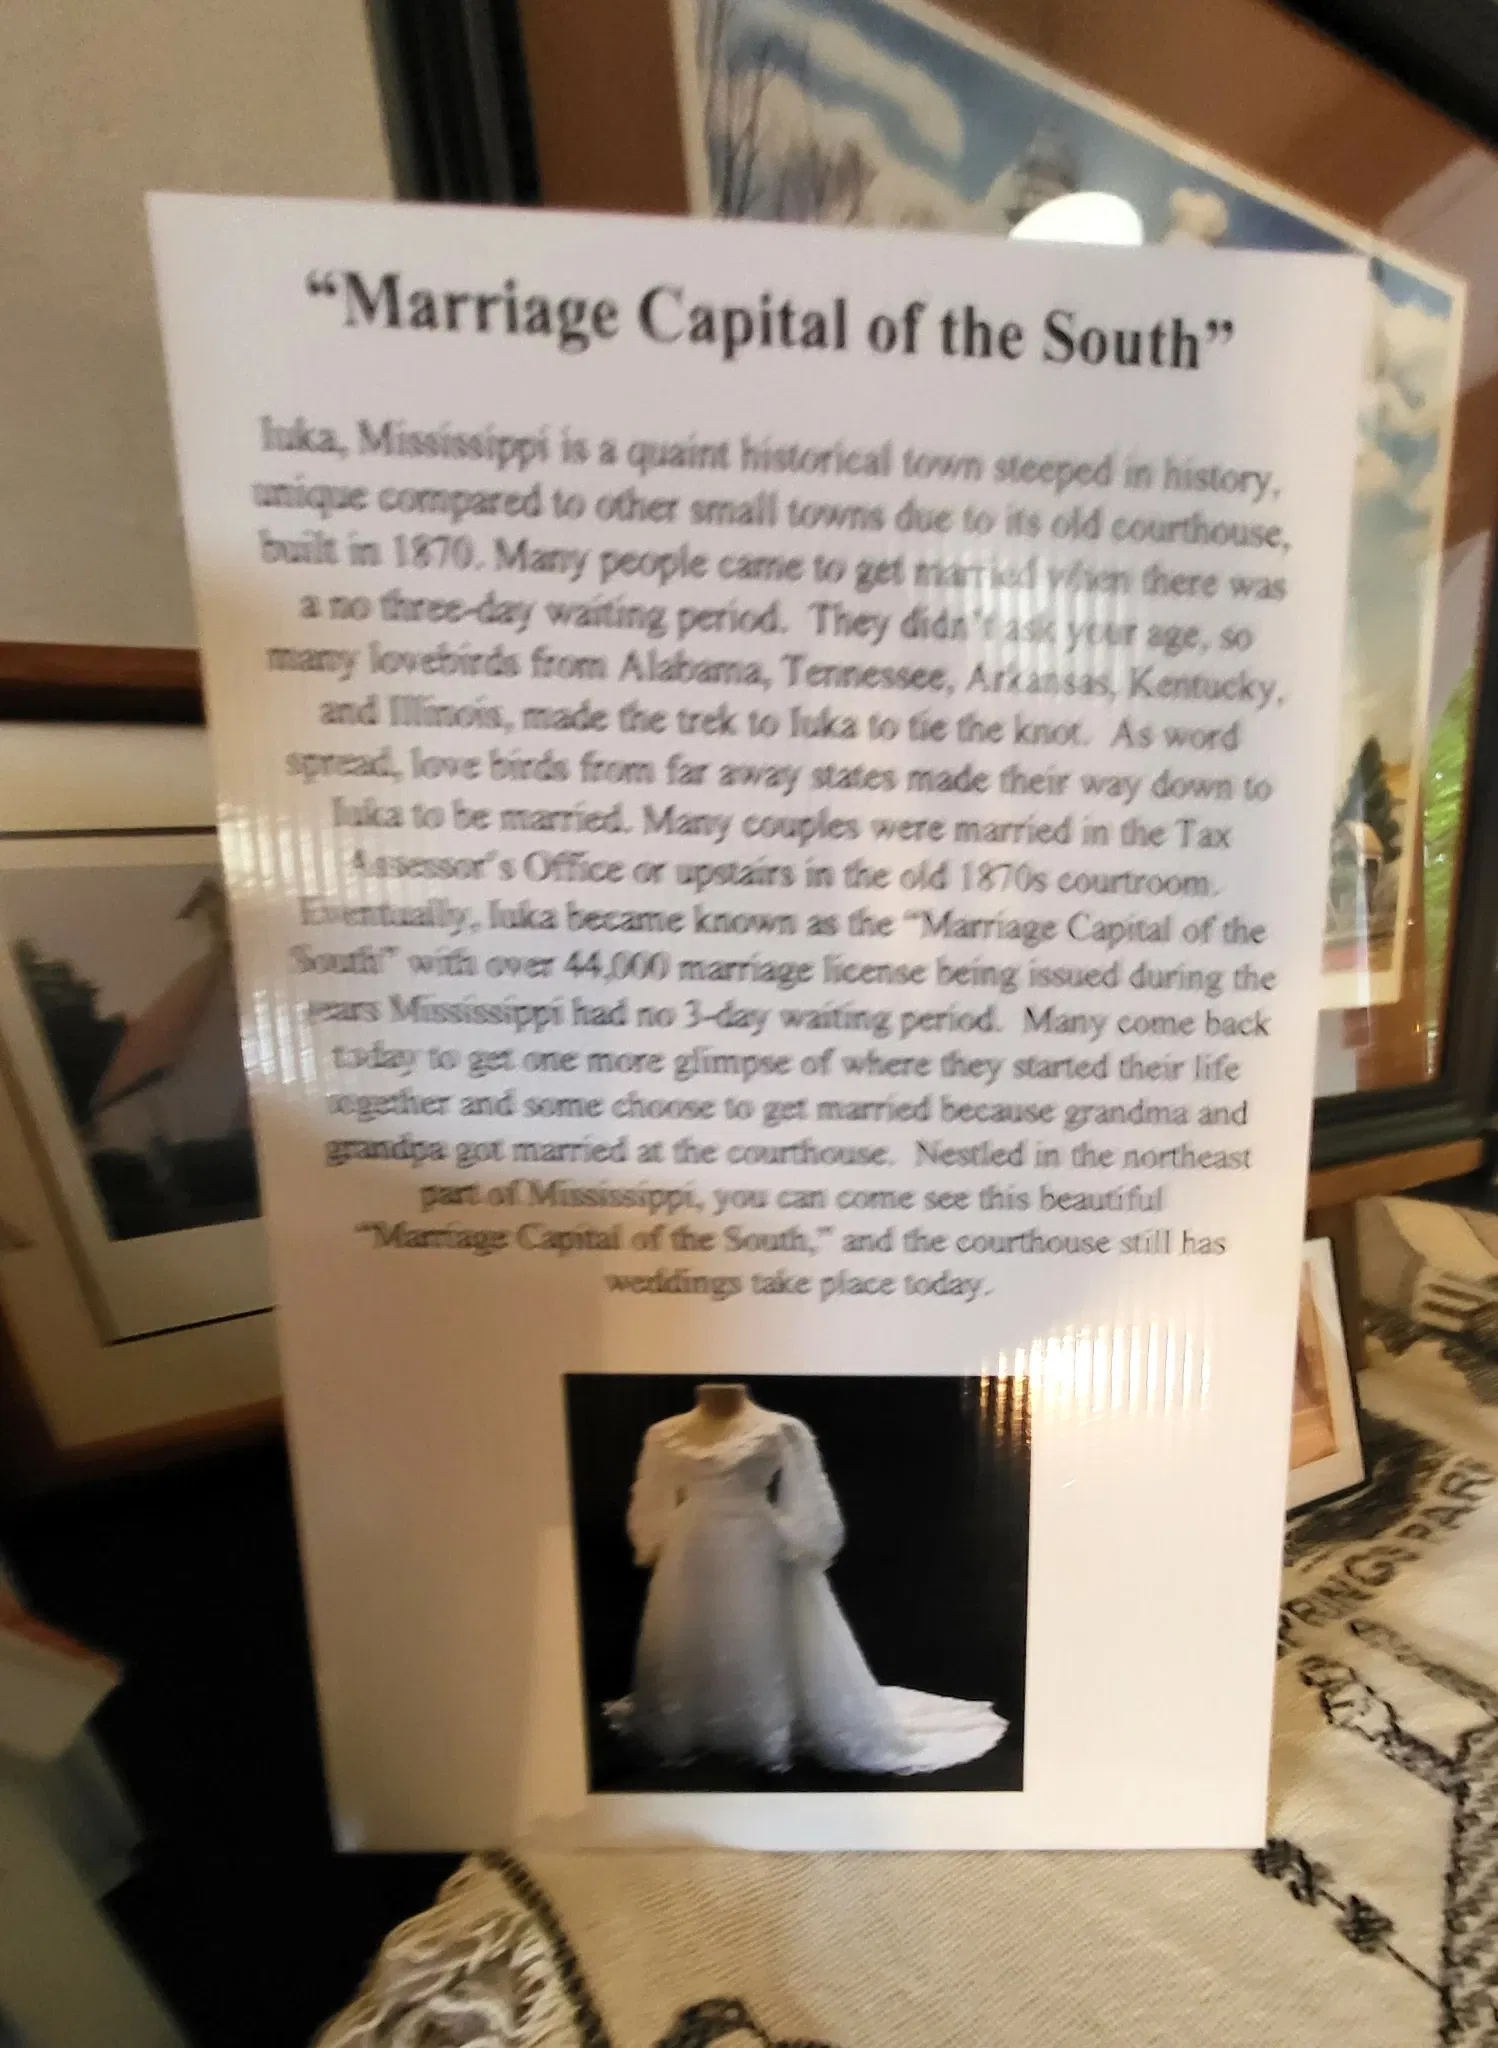 “Marriage Capital of the South”
Iuka, Mississippi is a quaint historical town steeped in history,
unique compared to other small towns due to its old courthouse,
built in 1870. Many people came to get married when there was
a no three-day waiting period. They didn't ask your age, so
many lovebirds from Alabama, Tennessee, Arkansas, Kentucky,
and Illinois, made the trek to Iuka to tie the knot. As word
spread, love birds from far away states made their way down to
Iuka to be married. Many couples were married in the Tax
Assessor's Office or upstairs in the old 1870s courtroom.
Eventually, Iuka became known as the “Marriage Capital of the
South” with over 44,000 marriage license being issued during the
years Mississippi had no 3-day waiting period. Many come back
today to get one more glimpse of where they started their life
together and some choose to get married because grandma and
grandpa got married at the courthouse. Nestled in the northeast
part of Mississippi, you can come see this beautiful
“Marriage Capital of the South,” and the courthouse still has
weddings take place today.